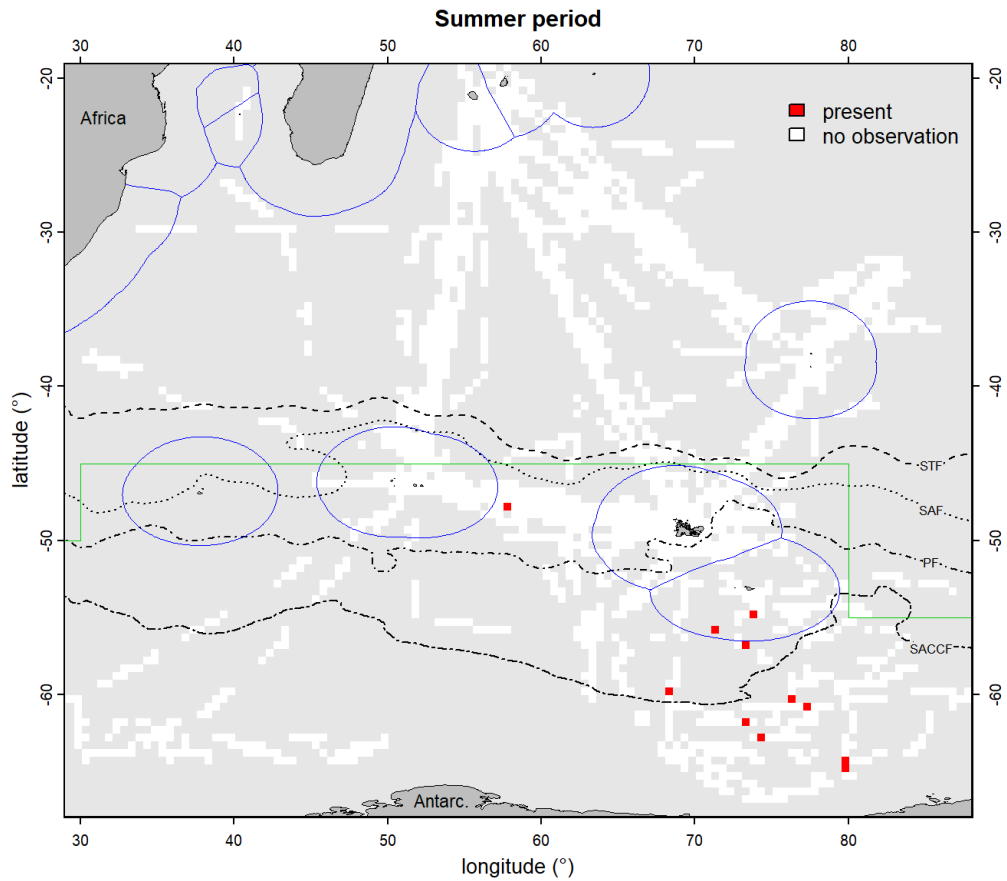 Summer period
30 40 50 60 70 80
-20 -20
Africa
present
no observation
-30 -30
-40 -40
latitude (°)
STF
SAF
-50 -50
PF
SACCF
-60 -60
Antarc.
30 40 50 60 70 80
longitude (°)